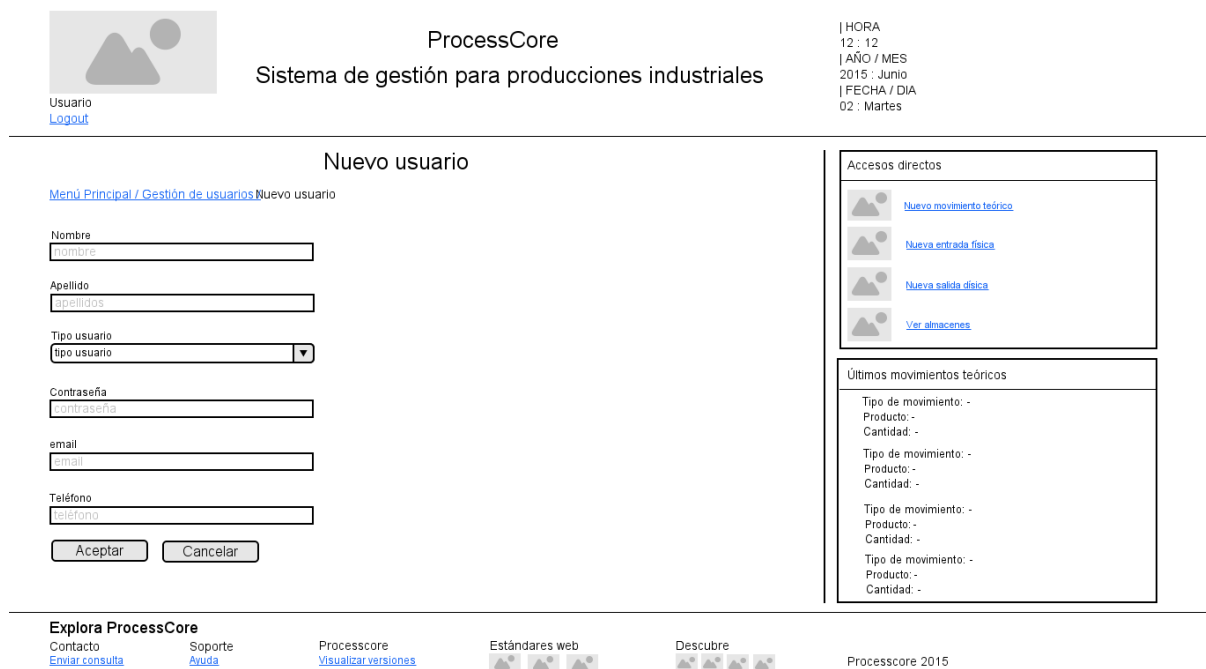 ProcessCore
Sistema de gestión para producciones industriales
Usuario
Logout
| HORA
12 : 12
| AÑO / MES
2015 : Junio
| FECHA / DIA
02 : Martes
Nuevo usuario
Menú Principal / Gestión de usuarios Nuevo usuario
Nombre
nombre
Apellido
apellidos
Tipo usuario
tipo usuario
Contraseña
contraseña
email
email
Teléfono
teléfono
Aceptar Cancelar
Accesos directos
Nuevo movimiento teórico
Nueva entrada física
Nueva salida dísica
Ver almacenes
Últimos movimientos teóricos
Tipo de movimiento: -
Producto: -
Cantidad: -
Tipo de movimiento: -
Producto: -
Cantidad: -
Tipo de movimiento: -
Producto: -
Cantidad: -
Tipo de movimiento: -
Producto: -
Cantidad: -
Explora ProcessCore
Contacto
Enviar consulta
Soporte
Ayuda
Processcore
Visualizar versiones
Estándares web
Descubre
Processcore 2015